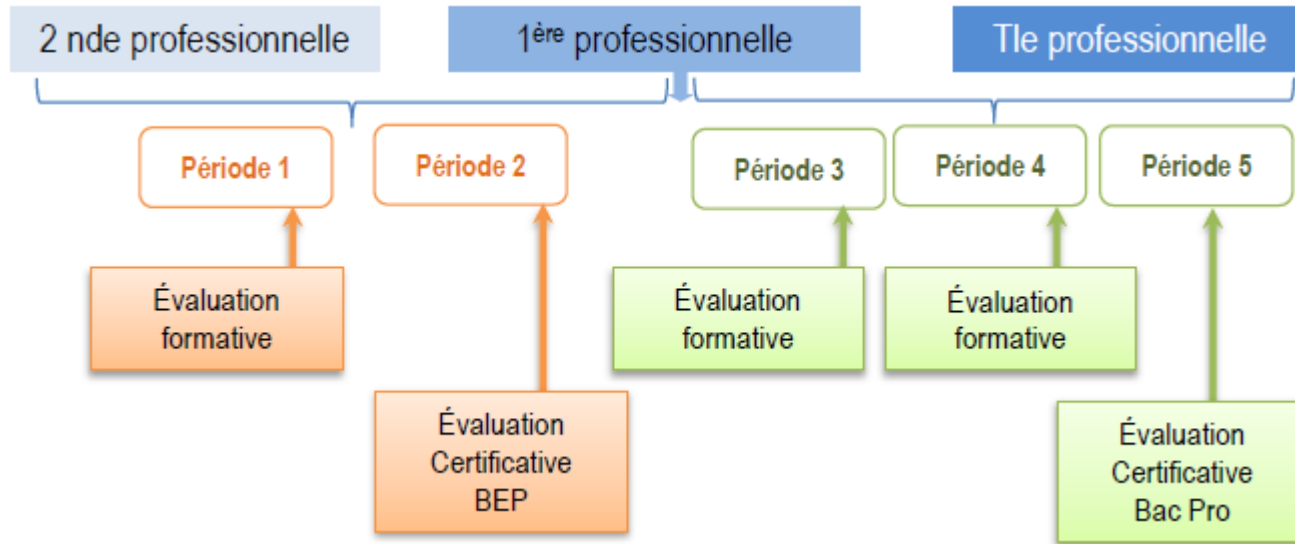 2 nde professionnelle
1ère professionnelle
Tle professionnelle
Période 1
Période 2
Période 3
Période 4
Période 5
Évaluation
formative
Évaluation
formative
Évaluation
formative
Évaluation
Certificative
BEP
Évaluation
Certificative
Bac Pro